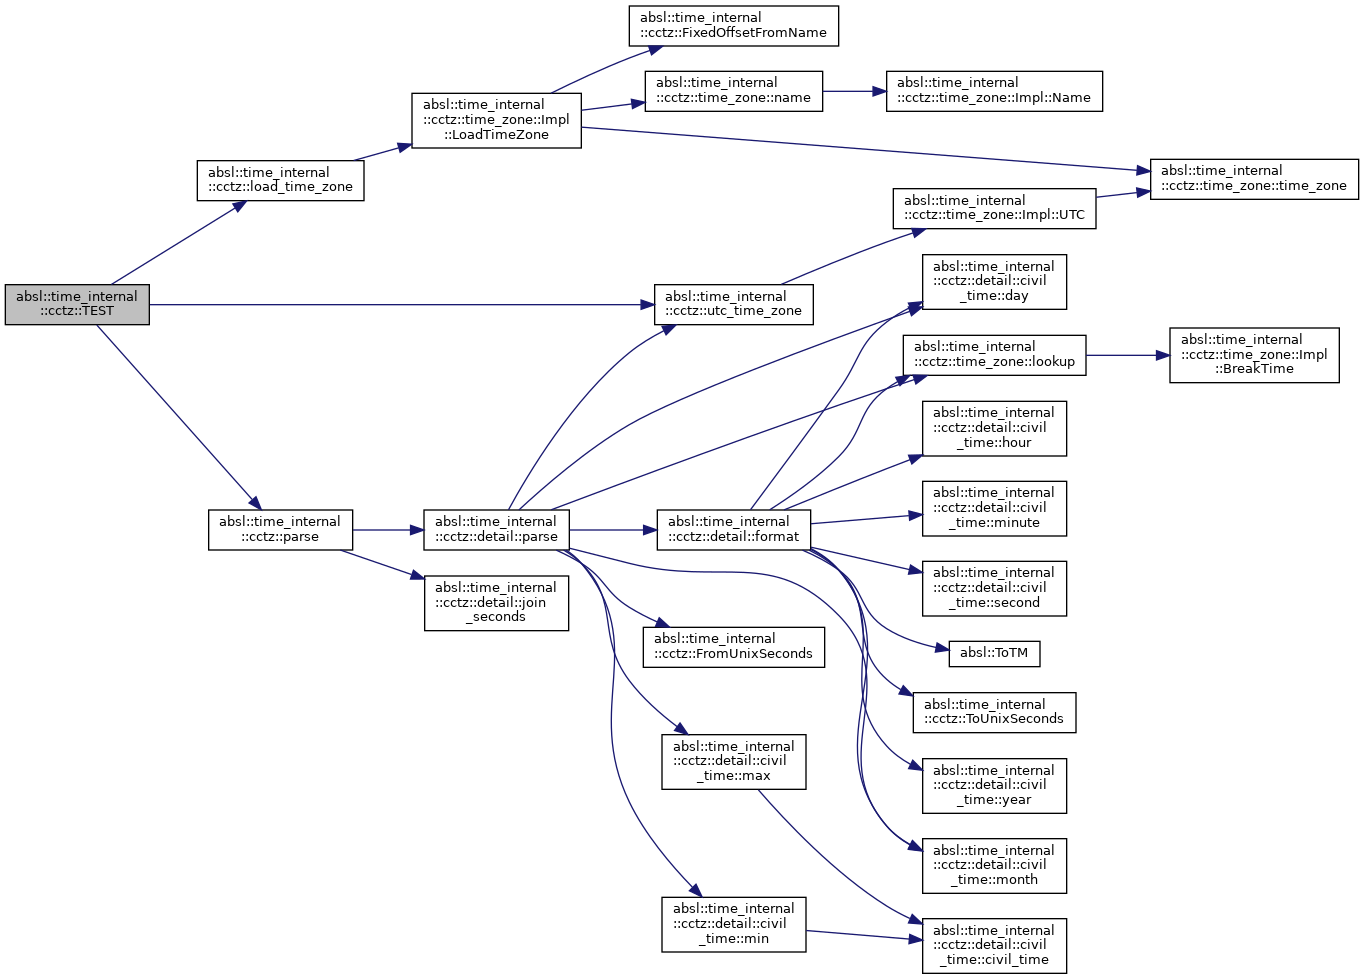 absl::time_internal
::cctz::FixedOffsetFromName
absl::time_internal
::cctz::time_zone::name
absl::time_internal
::cctz::time_zone::Impl::Name
absl::time_internal
::cctz::time_zone::Impl
::LoadTimeZone
absl::time_internal
::cctz::load_time_zone
absl::time_internal
::cctz::time_zone::time_zone
absl::time_internal
::cctz::time_zone::Impl::UTC
absl::time_internal
::cctz::detail::civil
_time::day
absl::time_internal
::cctz::TEST
absl::time_internal
::cctz::utc_time_zone
absl::time_internal
::cctz::time_zone::lookup
absl::time_internal
::cctz::time_zone::Impl
::BreakTime
absl::time_internal
::cctz::detail::civil
_time::hour
absl::time_internal
::cctz::detail::civil
_time::minute
absl::time_internal
::cctz::parse
absl::time_internal
::cctz::detail::parse
absl::time_internal
::cctz::detail::format
absl::time_internal
::cctz::detail::civil
_time::second
absl::time_internal
::cctz::detail::join
_seconds
absl::time_internal
::cctz::FromUnixSeconds
absl::ToTM
absl::time_internal
::cctz::ToUnixSeconds
absl::time_internal
::cctz::detail::civil
_time::max
absl::time_internal
::cctz::detail::civil
_time::year
absl::time_internal
::cctz::detail::civil
_time::month
absl::time_internal
::cctz::detail::civil
_time::min
absl::time_internal
::cctz::detail::civil
_time::civil_time